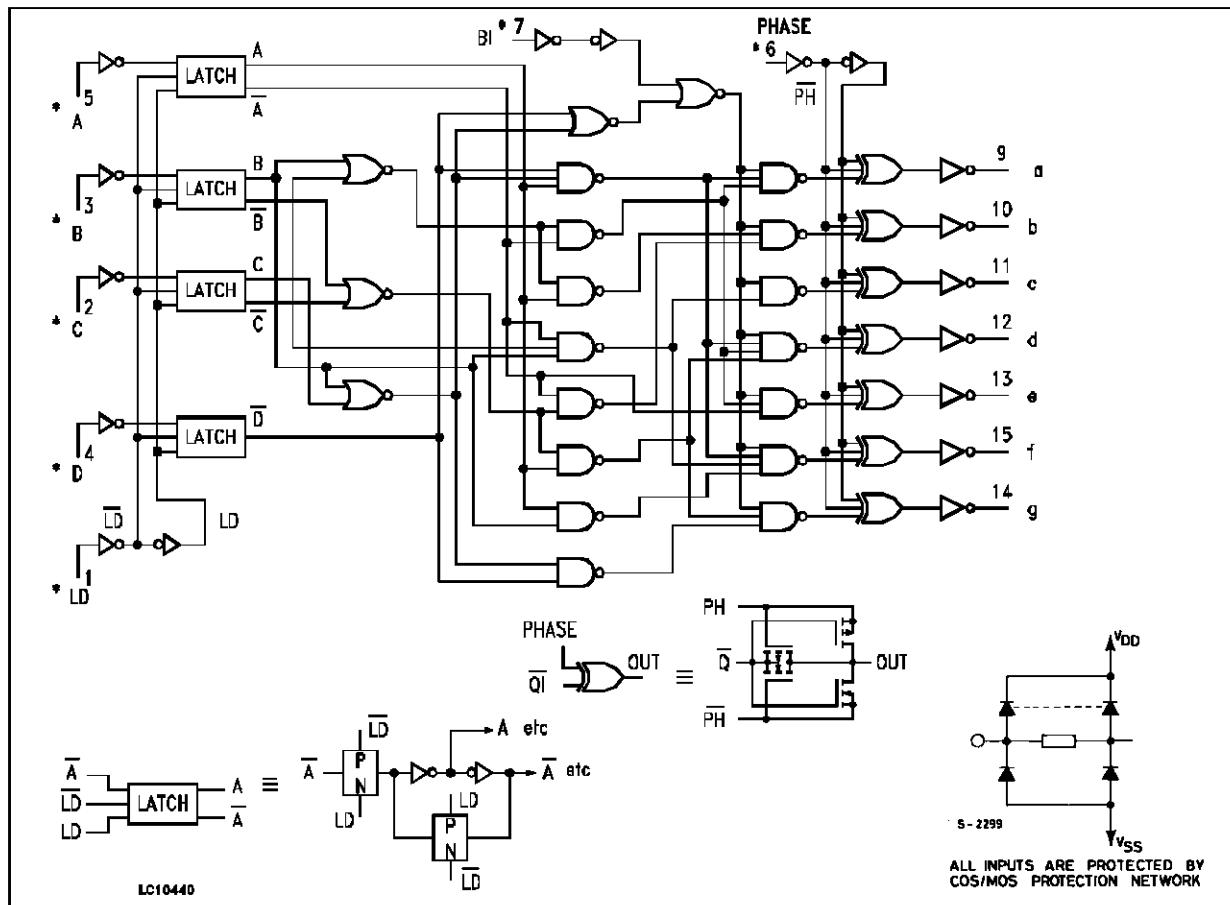 BI * 7
PHASE
* 6
PH
5
* A
LATCH
A
A
3
* B
LATCH
B
B
2
* C
LATCH
C
C
4
* D
LATCH
D
LD
LD
1
* LD
9 a
10 b
11 c
12 d
13 e
15 f
14 g
PHASE
QI
OUT
≡
PH
Q
PH
OUT
A
LD
LD
LATCH
A
A
≡
A
LD
P
N
LD
A etc
A etc
LD
P
N
LD
VDD
VSS
S-2299
ALL INPUTS ARE PROTECTED BY
COS/MOS PROTECTION NETWORK
LC10440